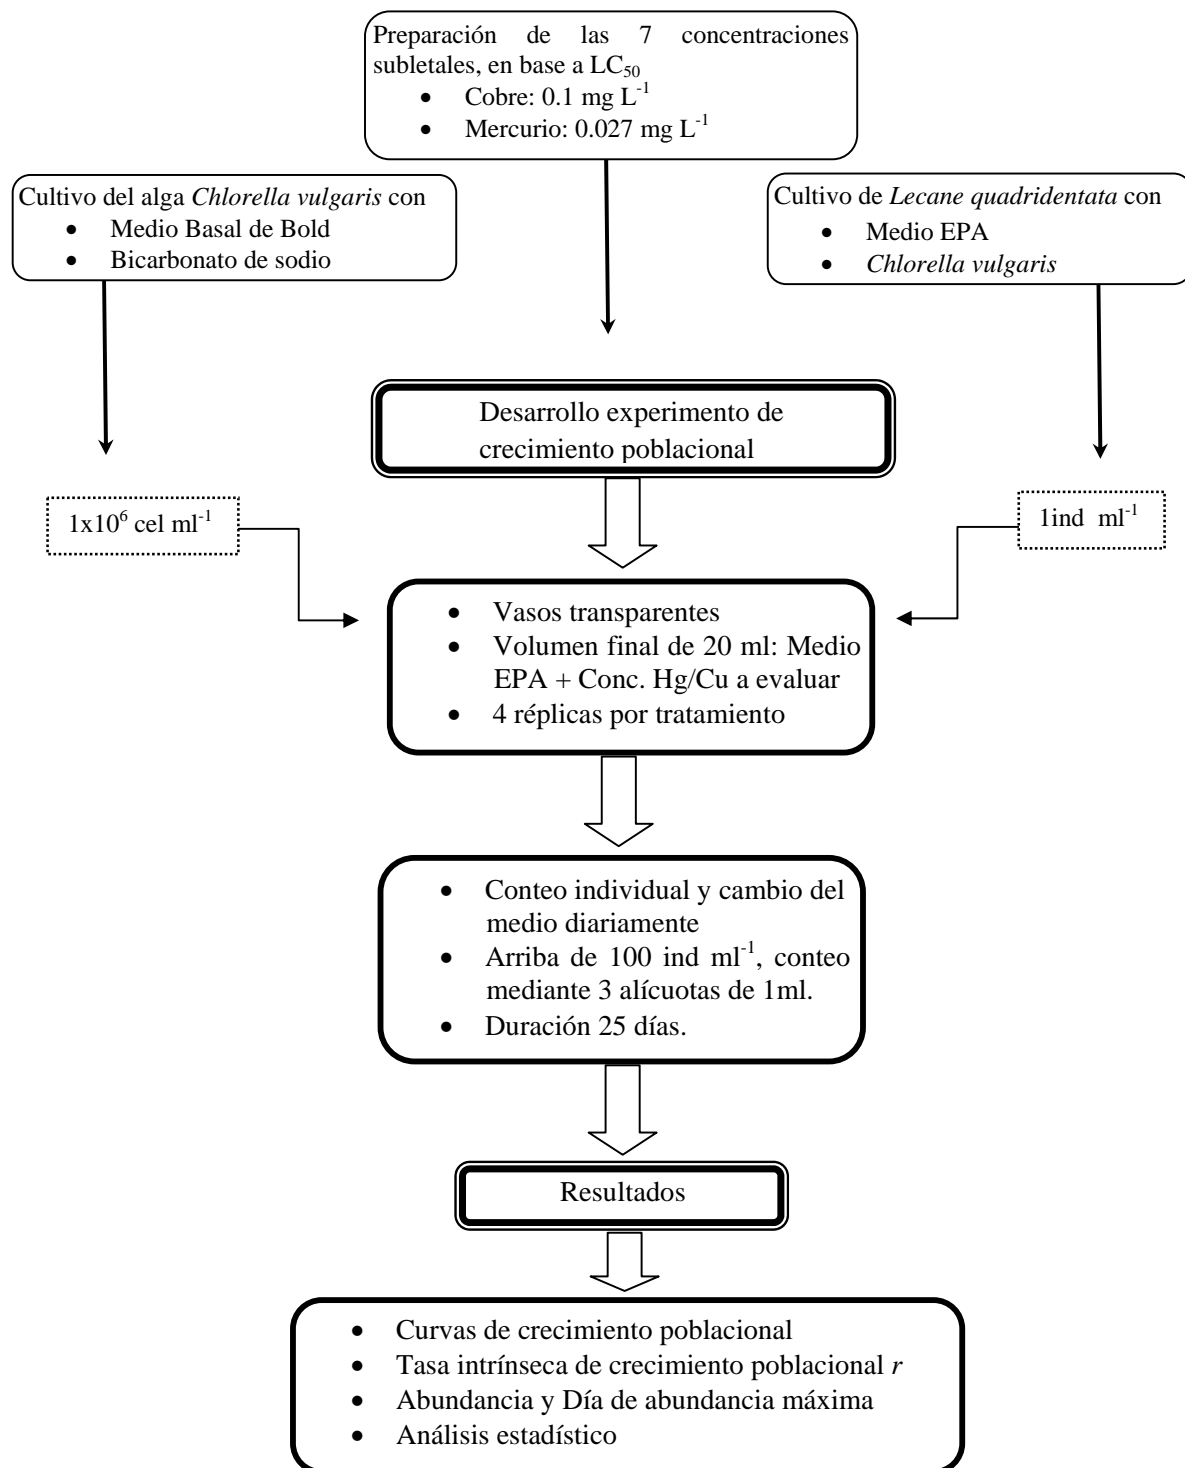 Preparación de las 7 concentraciones
subletales, en base a LC50
• Cobre: 0.1 mg L-1
• Mercurio: 0.027 mg L-1
Cultivo del alga Chlorella vulgaris con
• Medio Basal de Bold
• Bicarbonato de sodio
Cultivo de Lecane quadridentata con
• Medio EPA
• Chlorella vulgaris
Desarrollo experimento de
crecimiento poblacional
1x10^6 cel ml-1
1ind ml-1
• Vasos transparentes
• Volumen final de 20 ml: Medio
EPA + Conc. Hg/Cu a evaluar
• 4 réplicas por tratamiento
• Conteo individual y cambio del
medio diariamente
• Arriba de 100 ind ml-1, conteo
mediante 3 alícuotas de 1ml.
• Duración 25 días.
Resultados
• Curvas de crecimiento poblacional
• Tasa intrínseca de crecimiento poblacional r
• Abundancia y Día de abundancia máxima
• Análisis estadístico